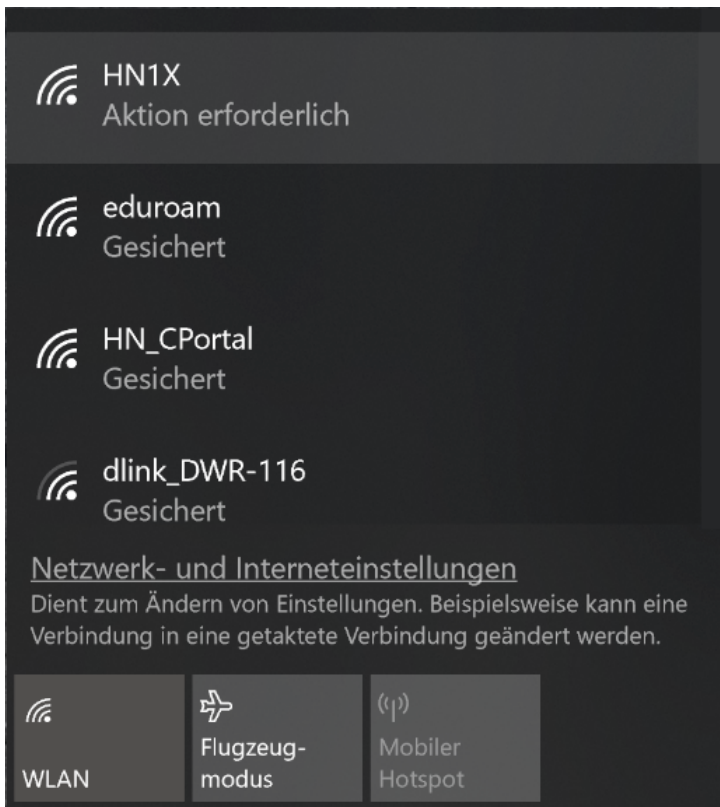 HN1X
Aktion erforderlich
eduroam
Gesichert
HN_CPortal
Gesichert
dlink_DWR-116
Gesichert
Netzwerk- und Interneteinstellungen
Dient zum Ändern von Einstellungen. Beispielsweise kann eine
Verbindung in eine getaktete Verbindung geändert werden.
WLAN
Flugzeug-
modus
Mobiler
Hotspot